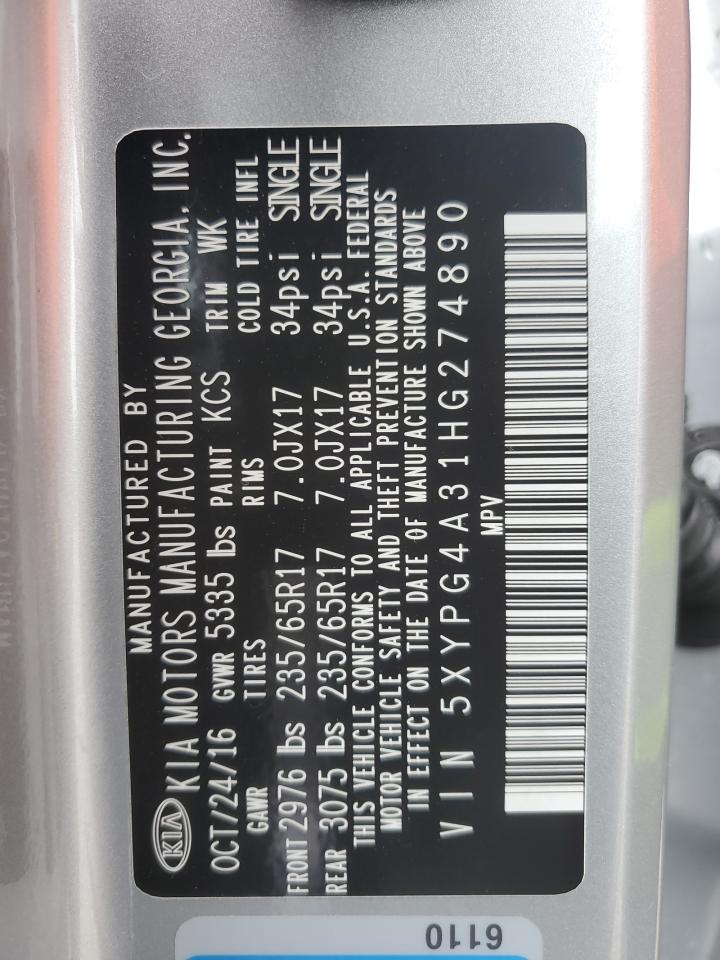 MANUFACTURED BY
KIA KIA MOTORS MANUFACTURING GEORGIA, INC.
OCT/24/16 GVWR 5335 lbs PAINT KCS TRIM WK
GAWR TIRES RIMS COLD TIRE INFL
FRONT 2976 lbs 235/65R17 7.0JX17 34psi SINGLE
REAR 3075 lbs 235/65R17 7.0JX17 34psi SINGLE
THIS VEHICLE CONFORMS TO ALL APPLICABLE U.S.A. FEDERAL
MOTOR VEHICLE SAFETY AND THEFT PREVENTION STANDARDS
IN EFFECT ON THE DATE OF MANUFACTURE SHOWN ABOVE
VIN 5XYPG4A31HG274890
MPV
6110